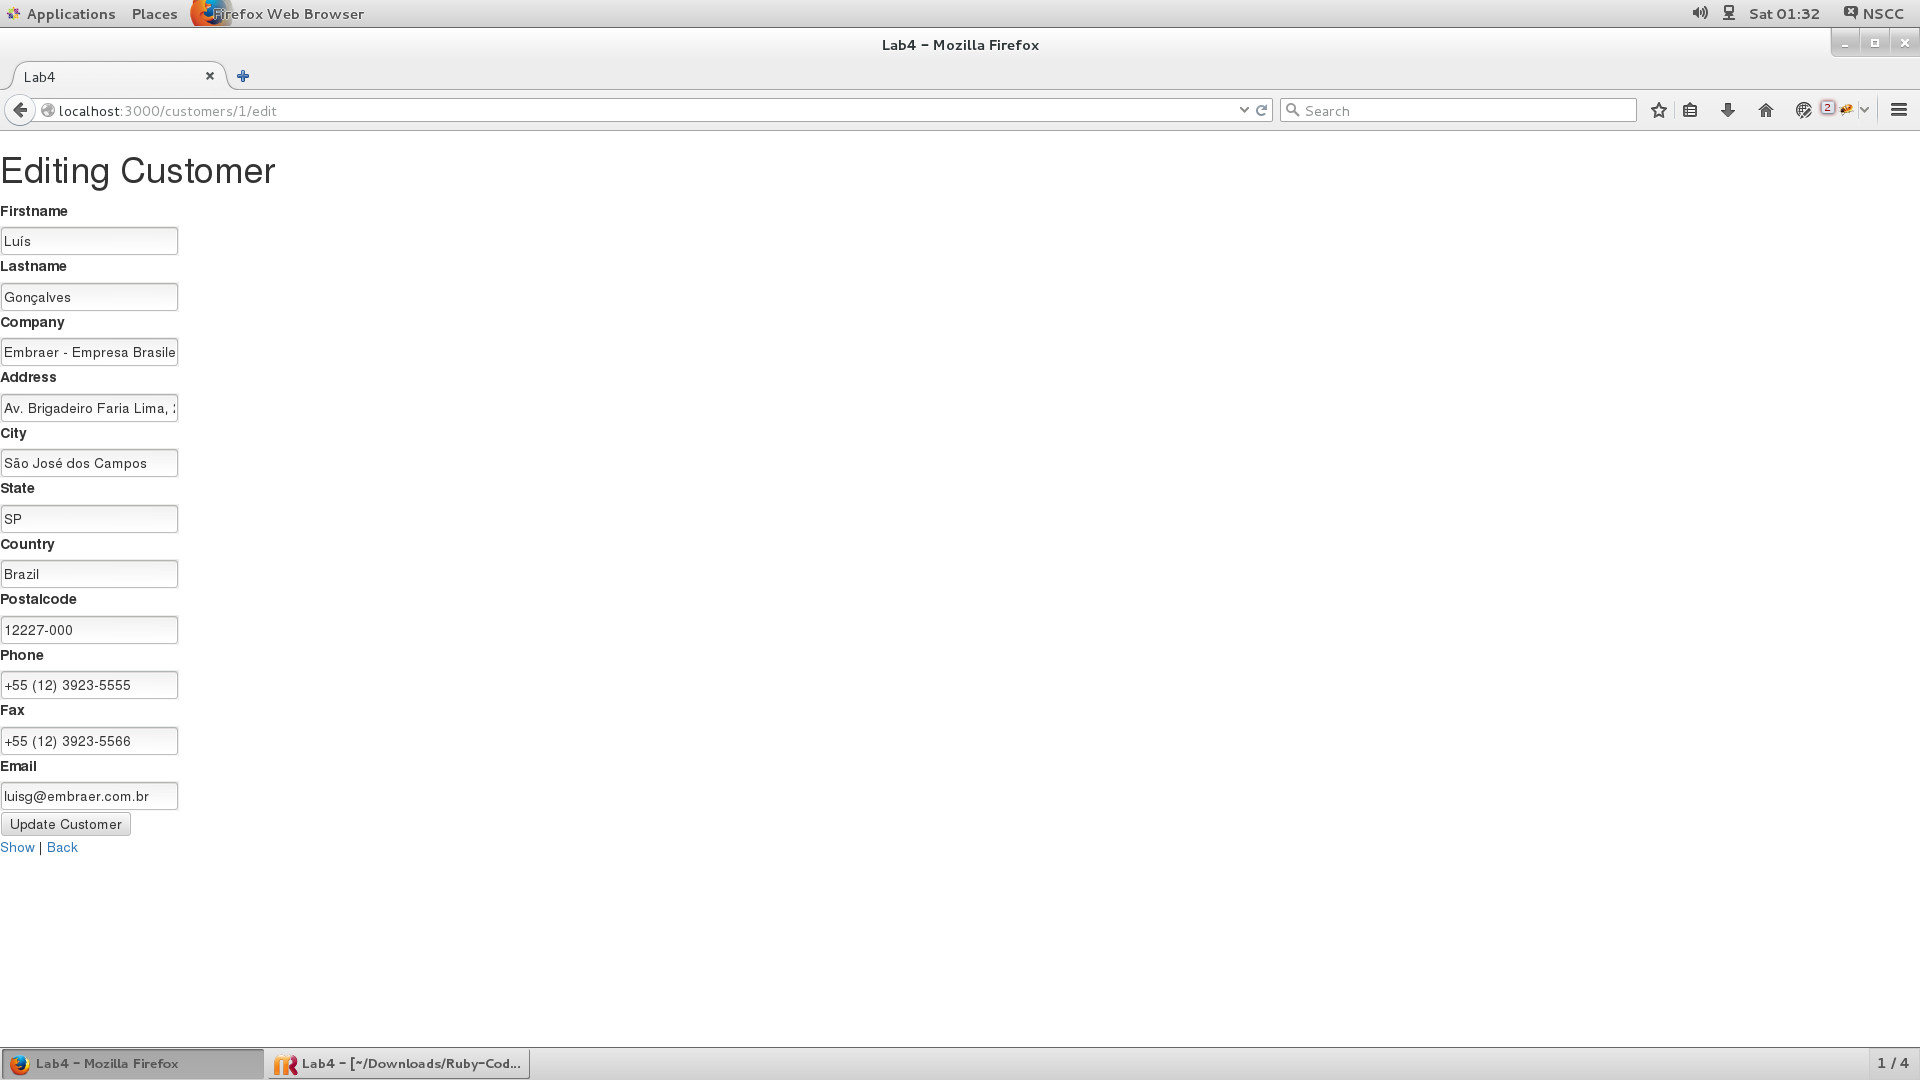 Applications Places Firefox Web Browser Sat 01:32 NSCC
Lab4 - Mozilla Firefox
Lab4
localhost:3000/customers/1/edit Search 2
Editing Customer
Firstname
Luís
Lastname
Gonçalves
Company
Embraer - Empresa Brasile
Address
Av. Brigadeiro Faria Lima,
City
São José dos Campos
State
SP
Country
Brazil
Postalcode
12227-000
Phone
+55 (12) 3923-5555
Fax
+55 (12) 3923-5566
Email
luisg@embraer.com.br
Update Customer
Show | Back
Lab4 - Mozilla Firefox Lab4 - [~/Downloads/Ruby-Cod... 1 / 4